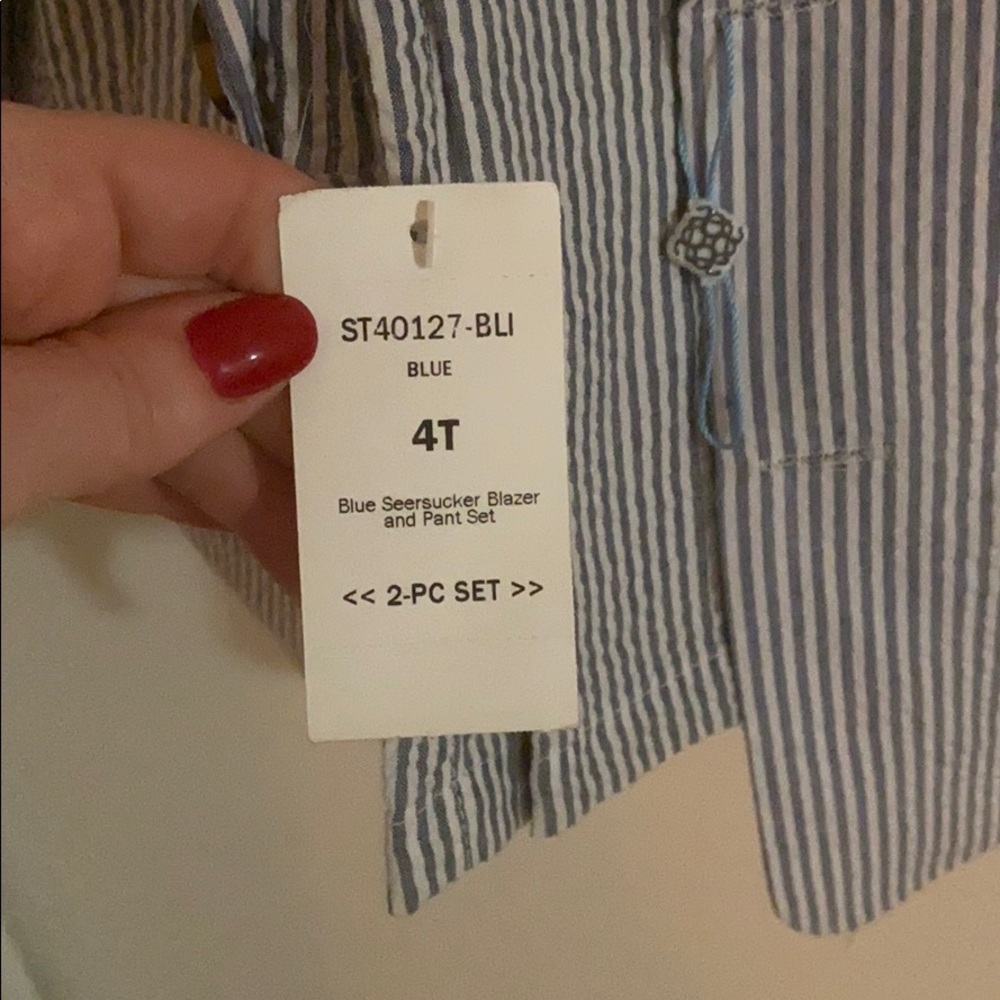 ST40127-BLI
BLUE
4T
Blue Seersucker Blazer
and Pant Set
<< 2-PC SET >>